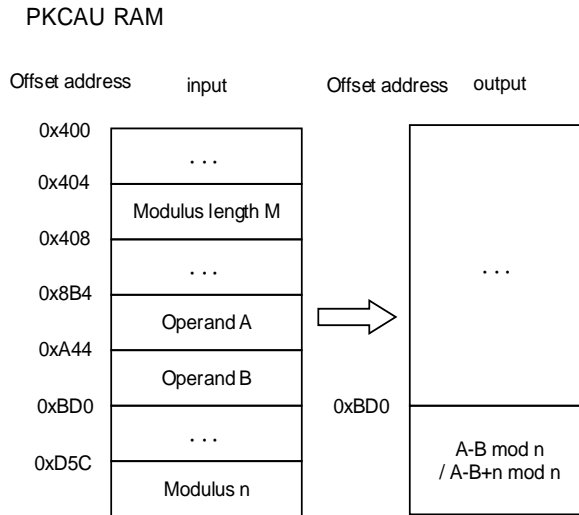 PKCAU RAM
Offset address input Offset address output
0x400
. . .
0x404
Modulus length M
0x408
. . .
0x8B4
Operand A
0xA44
Operand B
0xBD0
. . .
0xD5C
Modulus n
. . .
0xBD0
A-B mod n
/ A-B+n mod n